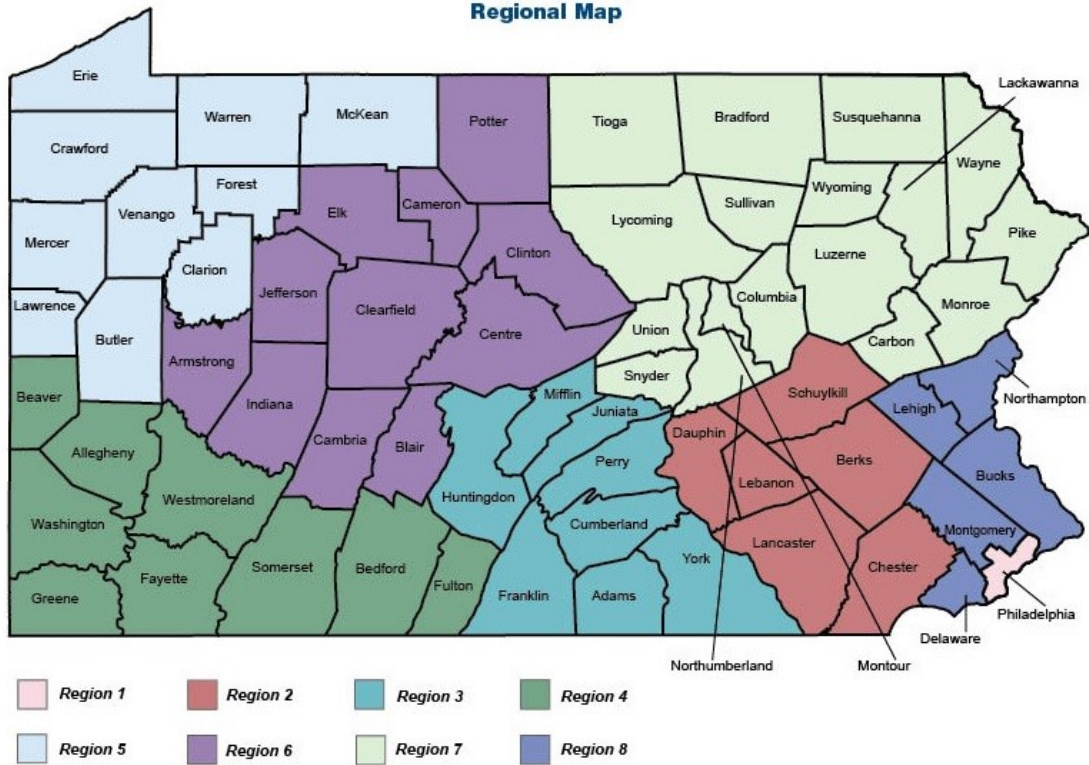 Regional Map
Erie
Lackawanna
Warren
McKean
Potter
Tioga
Bradford
Susquehanna
Crawford
Wayne
Forest
Wyoming
Venango
Elk
Cameron
Sullivan
Lycoming
Pike
Mercer
Clinton
Luzerne
Clarion
Jefferson
Columbia
Lawrence
Clearfield
Monroe
Centre
Union
Butler
Carbon
Armstrong
Snyder
Mifflin
Schuylkill
Beaver
Northampton
Indiana
Juniata
Lehigh
Dauphin
Cambria
Blair
Allegheny
Perry
Berks
Bucks
Lebanon
Huntingdon
Westmoreland
Washington
Cumberland
Montgomery
Lancaster
York
Chester
Somerset
Bedford
Fayette
Fulton
Greene
Franklin
Adams
Philadelphia
Delaware
Northumberland
Montour
Region 1
Region 2
Region 3
Region 4
Region 5
Region 6
Region 7
Region 8